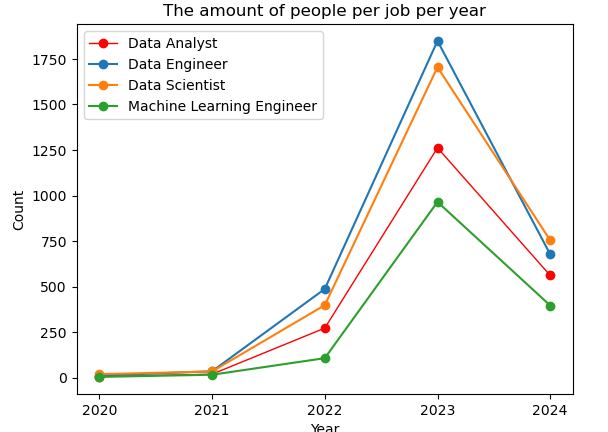 The amount of people per job per year
Data Analyst
Data Engineer
Data Scientist
Machine Learning Engineer
Count
1750
1500
1250
1000
750
500
250
0
2020 2021 2022 2023 2024
Year